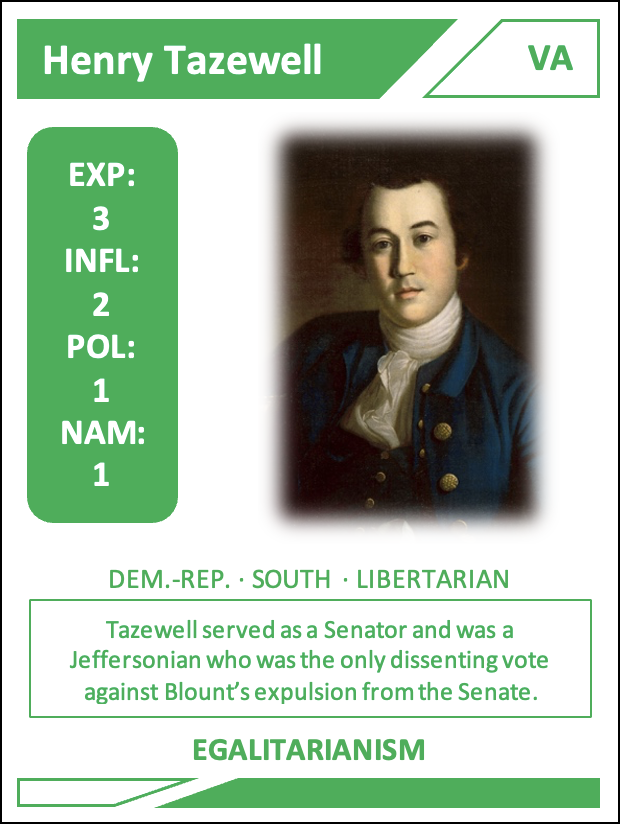 Henry Tazewell
VA
EXP:
3
INFL:
2
POL:
1
NAM:
1
DEM.-REP. · SOUTH · LIBERTARIAN
Tazewell served as a Senator and was a
Jeffersonian who was the only dissenting vote
against Blount’s expulsion from the Senate.
EGALITARIANISM